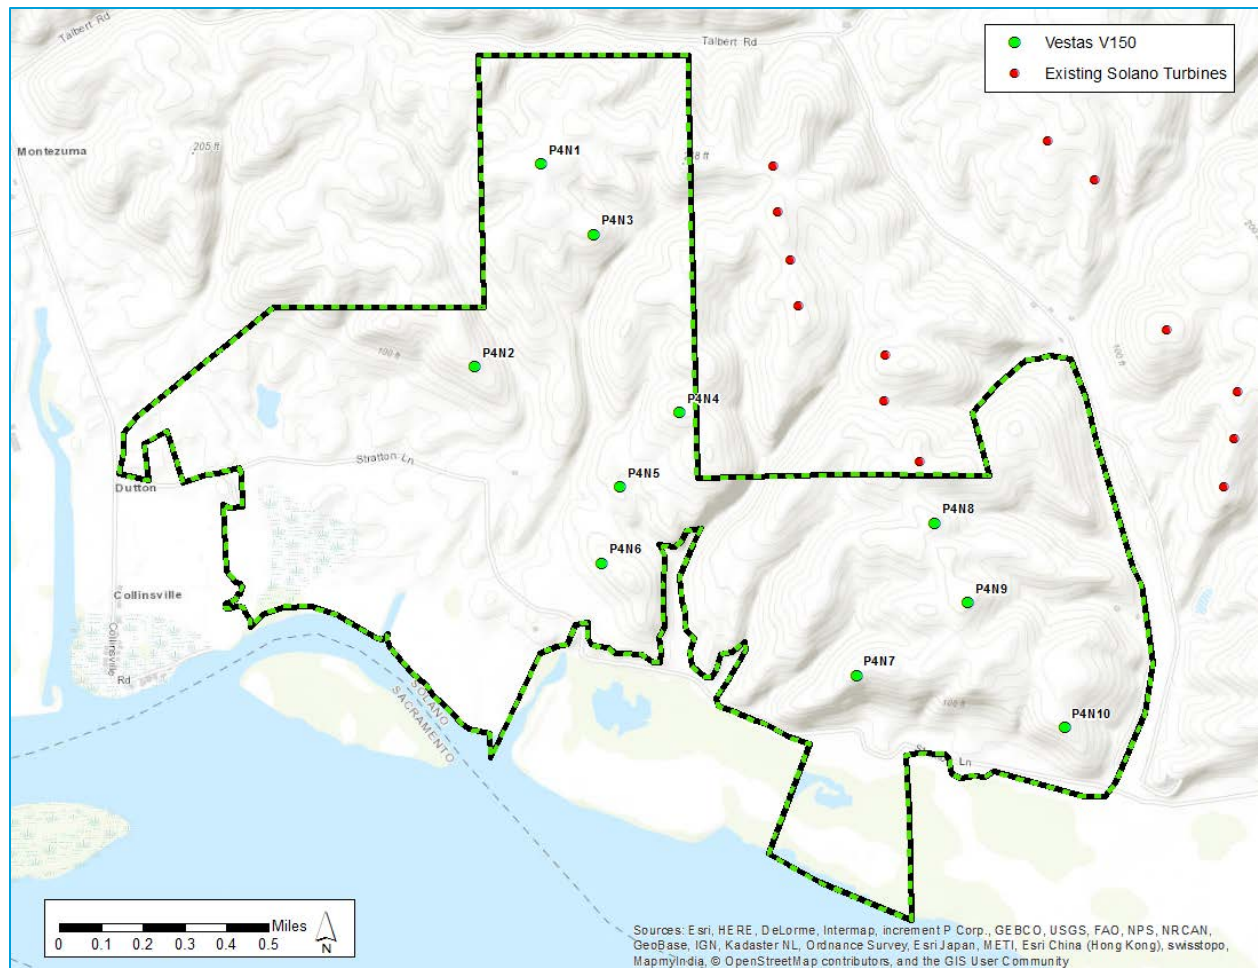 Talbert Rd
Talbert Rd
Vestas V150
Existing Solano Turbines
Montezuma
205 ft
P4N1
P4N3
P4N2
100 ft
P4N4
100 ft
Stratton Ln
P4N5
Dutton
P4N8
P4N6
Collinsville
P4N9
Collinsville
Rd
P4N7
SOLANO
SACRAMENTO
100 ft
P4N10
Ln
Miles
0 0.1 0.2 0.3 0.4 0.5
N
Sources: Esri, HERE, DeLorme, Intermap, increment P Corp., GEBCO, USGS, FAO, NPS, NRCAN,
GeoBase, IGN, Kadaster NL, Ordnance Survey, Esri Japan, METI, Esri China (Hong Kong), swisstopo,
MapmyIndia, © OpenStreetMap contributors, and the GIS User Community